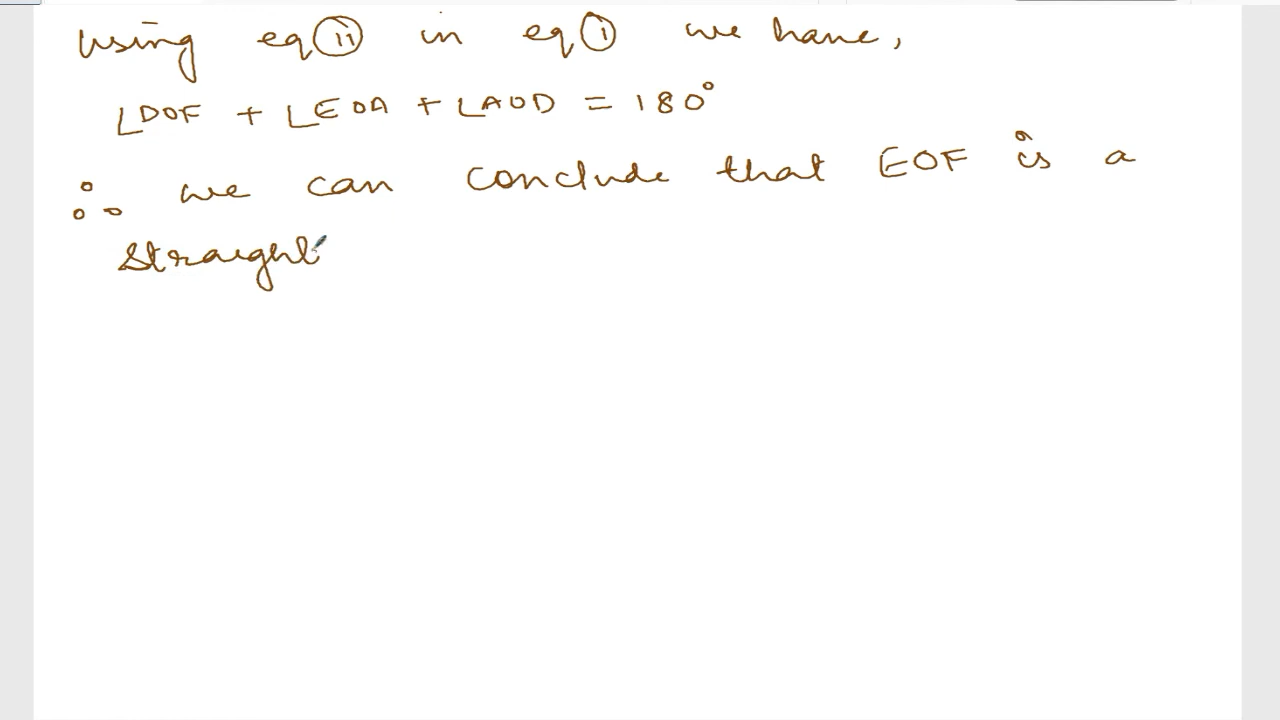 using eq (ii) in eq (i) we have,
∠DOF + ∠EOA + ∠AOD = 180°
∴ we can conclude that EOF is a
straight